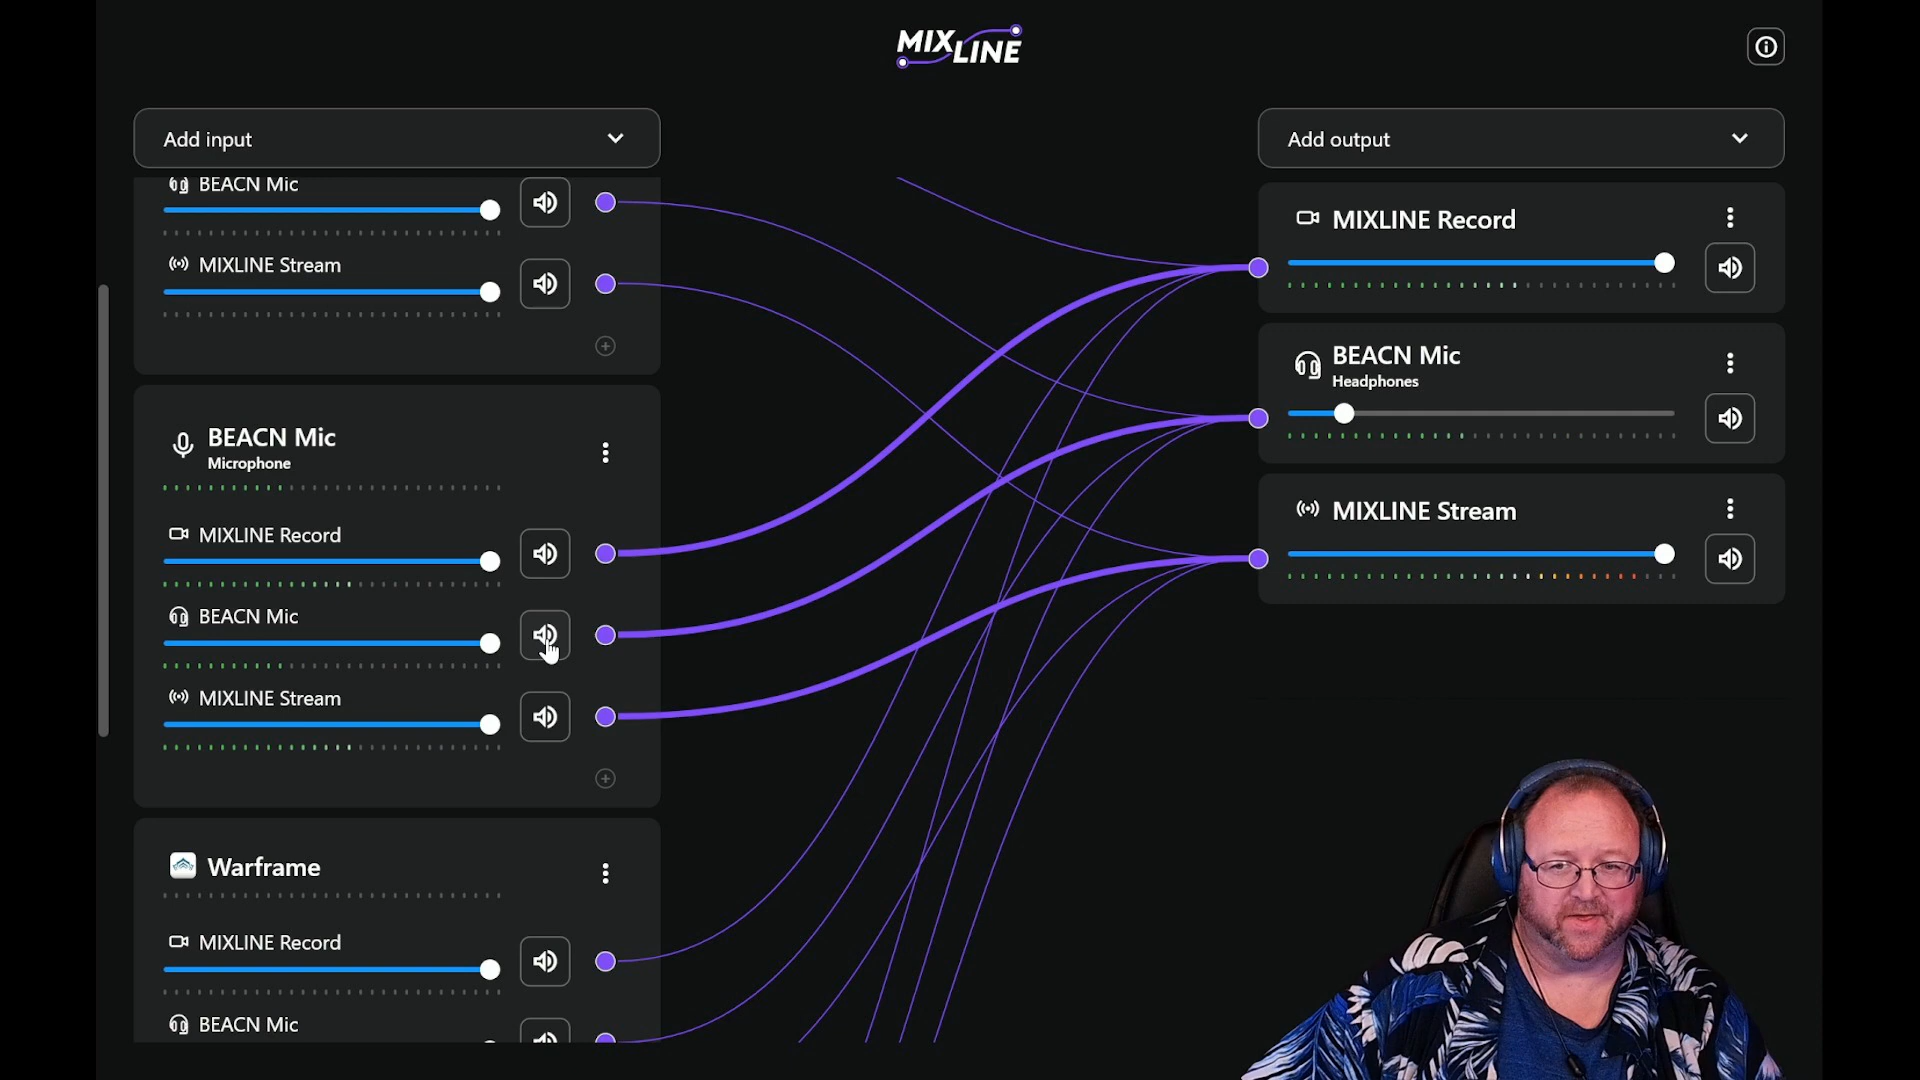 MIXLINE
Add input
BEACN Mic
MIXLINE Stream
BEACN Mic
Microphone
MIXLINE Record
BEACN Mic
MIXLINE Stream
Warframe
MIXLINE Record
BEACN Mic
Add output
MIXLINE Record
BEACN Mic
Headphones
MIXLINE Stream